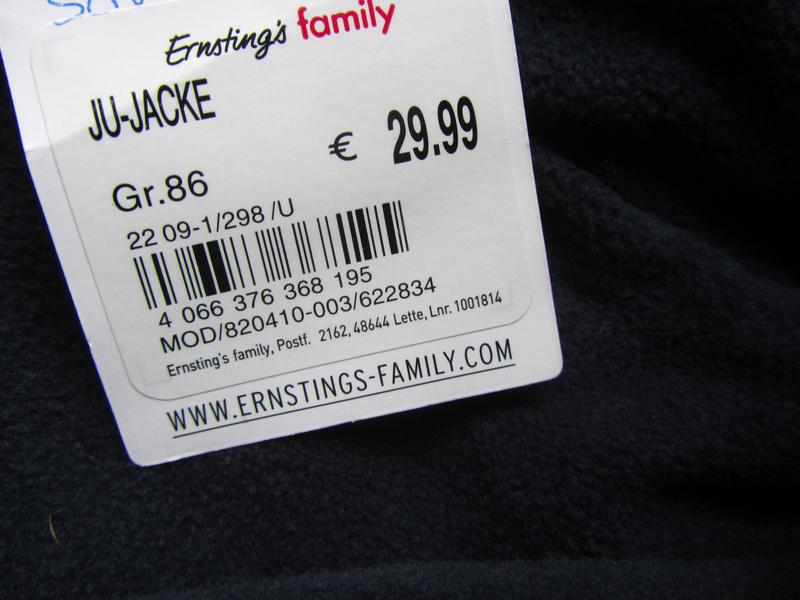 Ernsting's family
JU-JACKE
€ 29.99
Gr.86
22 09-1/298 /U
4 066 376 368 195
MOD/820410-003/622834
Ernsting's family, Postf. 2162, 48644 Lette, Lnr. 1001814
WWW.ERNSTINGS-FAMILY.COM